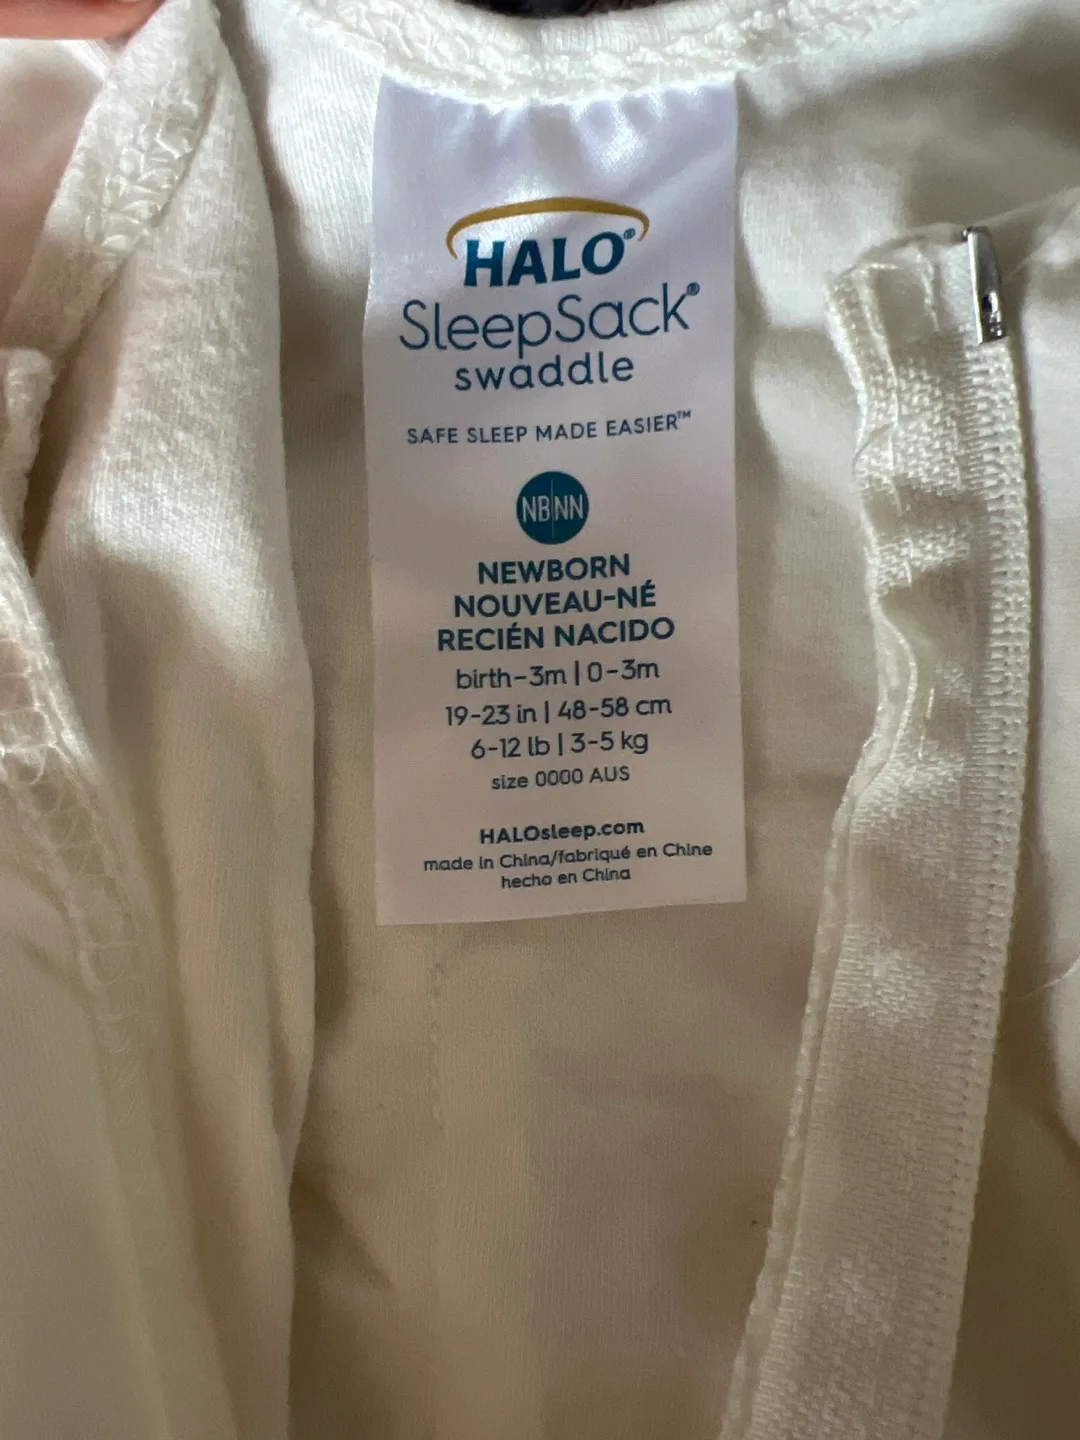 HALO®
SleepSack®
swaddle
SAFE SLEEP MADE EASIER™
NB|NN
NEWBORN
NOUVEAU-NÉ
RECIÉN NACIDO
birth-3m | 0-3m
19-23 in | 48-58 cm
6-12 lb | 3-5 kg
size 0000 AUS
HALOsleep.com
made in China/fabriqué en Chine
hecho en China